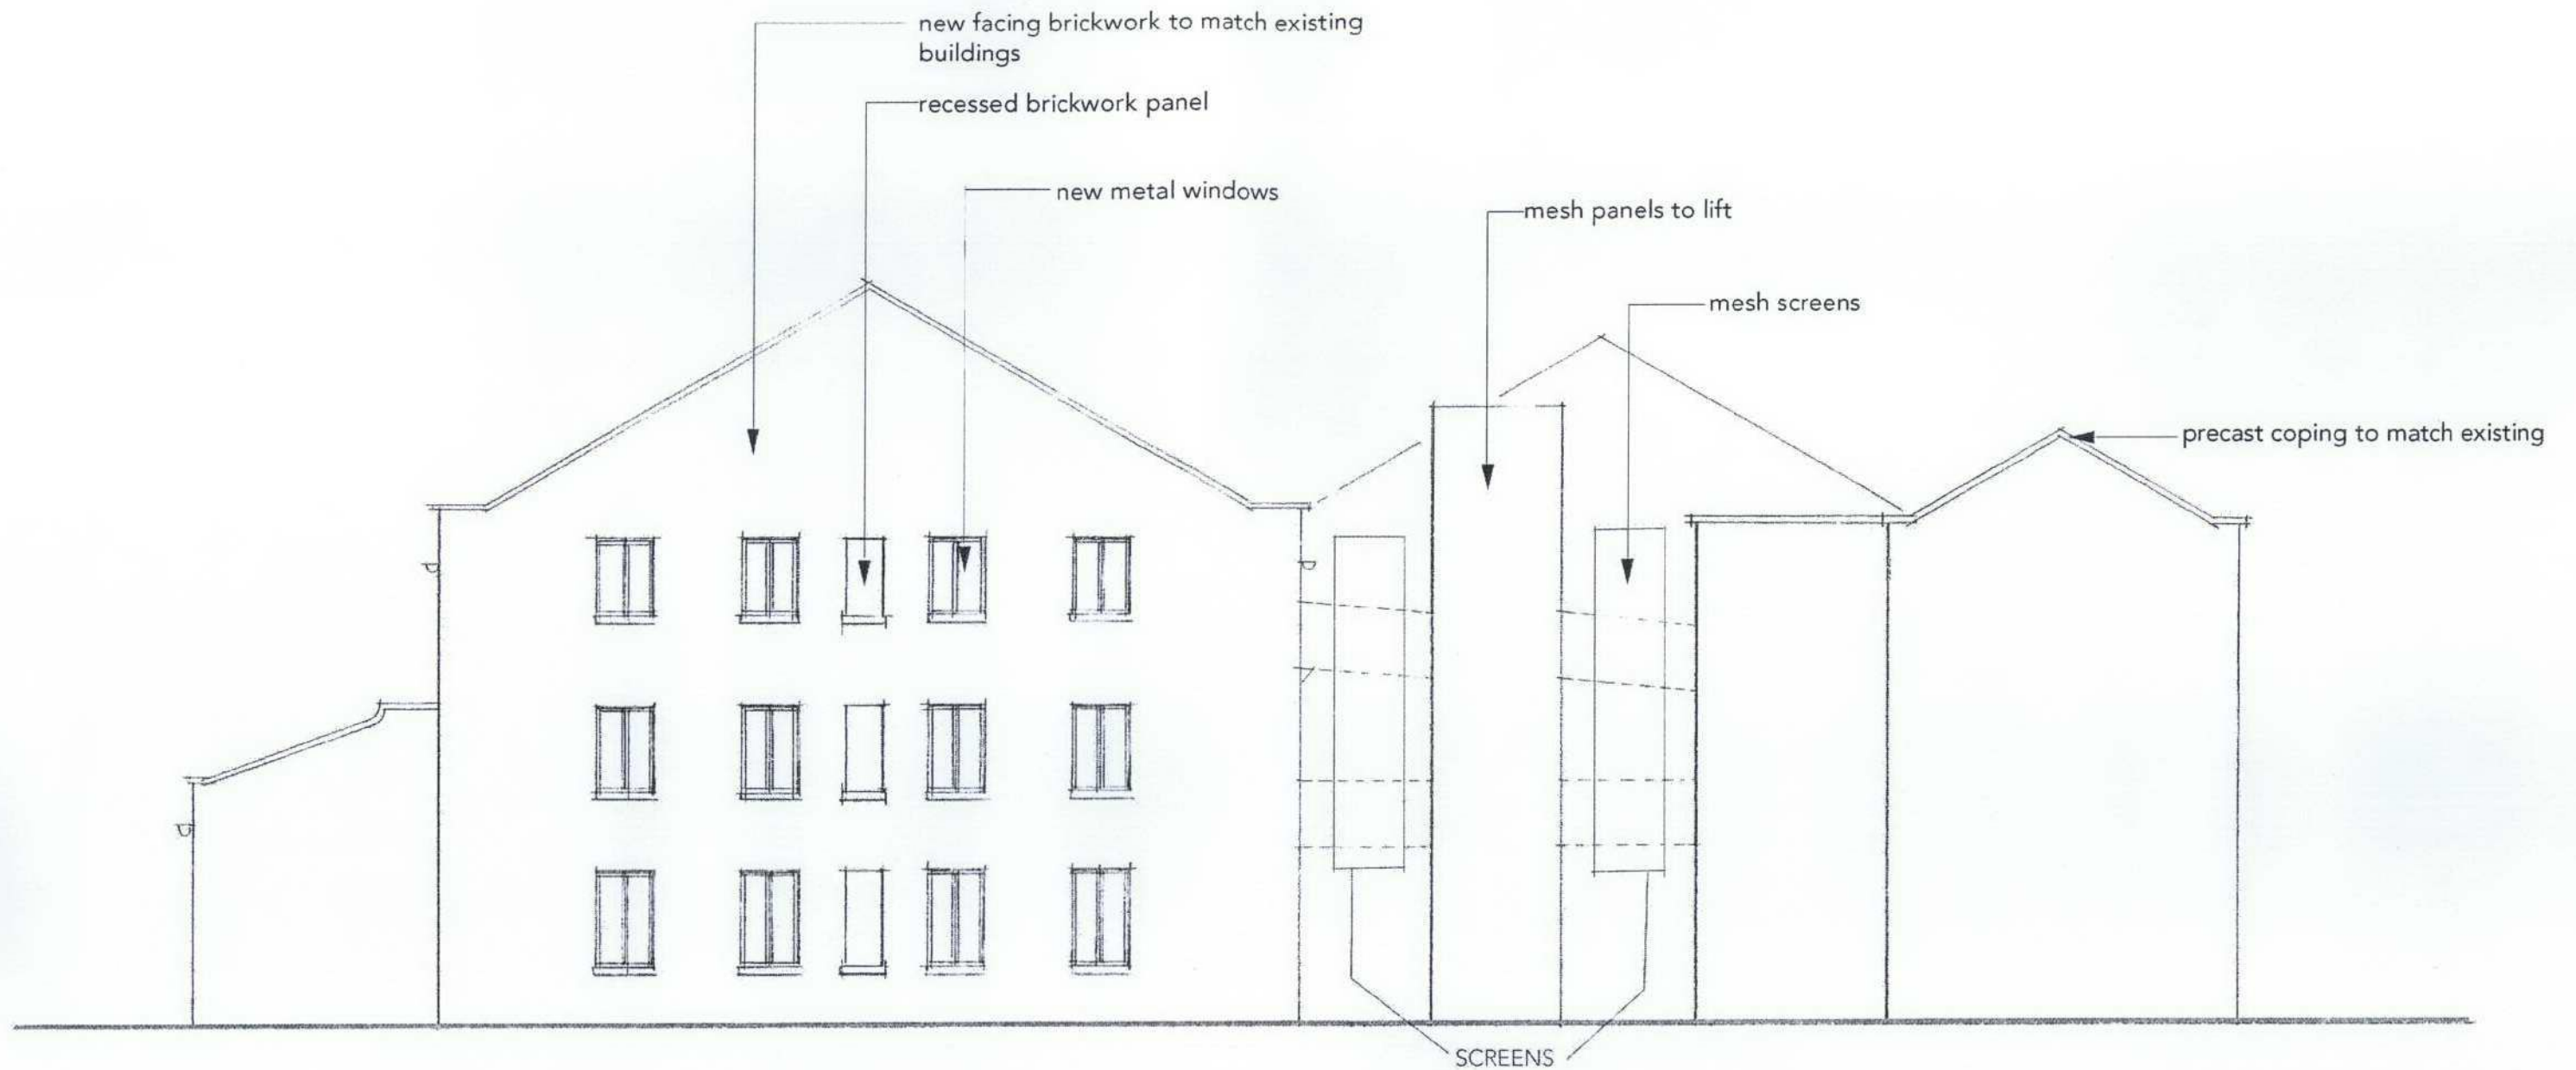 new facing brickwork to match existing
buildings
recessed brickwork panel
new metal windows
mesh panels to lift
mesh screens
precast coping to match existing
SCREENS